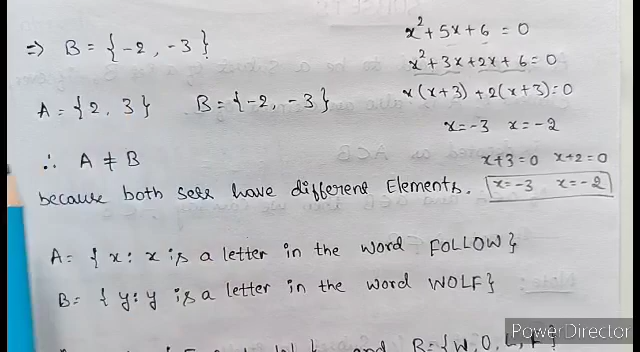 ⇒ B = {-2, -3}
x² + 5x + 6 = 0
x² + 3x + 2x + 6 = 0
x(x+3) + 2(x+3) = 0
x = -3 x = -2
A = {2, 3} B = {-2, -3}
∴ A ≠ B
x+3=0 x+2=0
because both sets have different Elements.
x=-3 x=-2
A = {x : x is a letter in the word FOLLOW}
B = {y : y is a letter in the word WOLF}
and B = {W, O, L, F}
PowerDirector